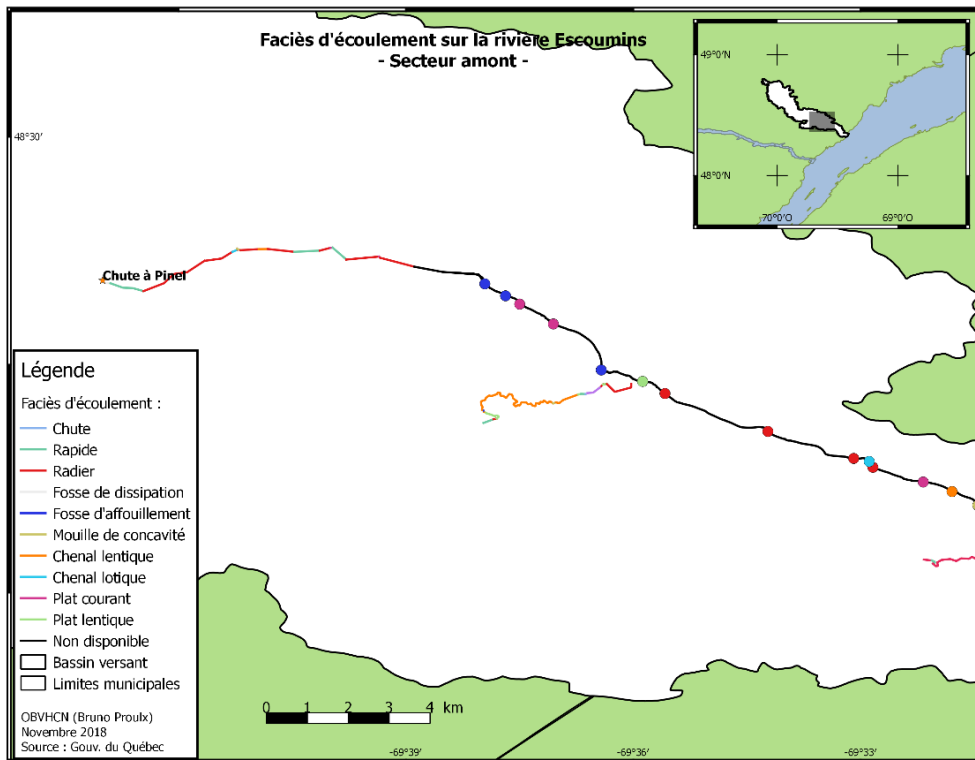 Faciès d'écoulement sur la rivière Escoumins
- Secteur amont -
49°0'N
48°0'N
70°0'O
69°0'O
48°30'
Chute à Pinel
Légende
Faciès d'écoulement :
Chute
Rapide
Radier
Fosse de dissipation
Fosse d'affouillement
Mouille de concavité
Chenal lentique
Chenal lotique
Plat courant
Plat lentique
Non disponible
Bassin versant
Limites municipales
OBVHCN (Bruno Proulx)
Novembre 2018
Source : Gouv. du Québec
0 1 2 3 4 km
-69°39'
-69°36'
-69°33'